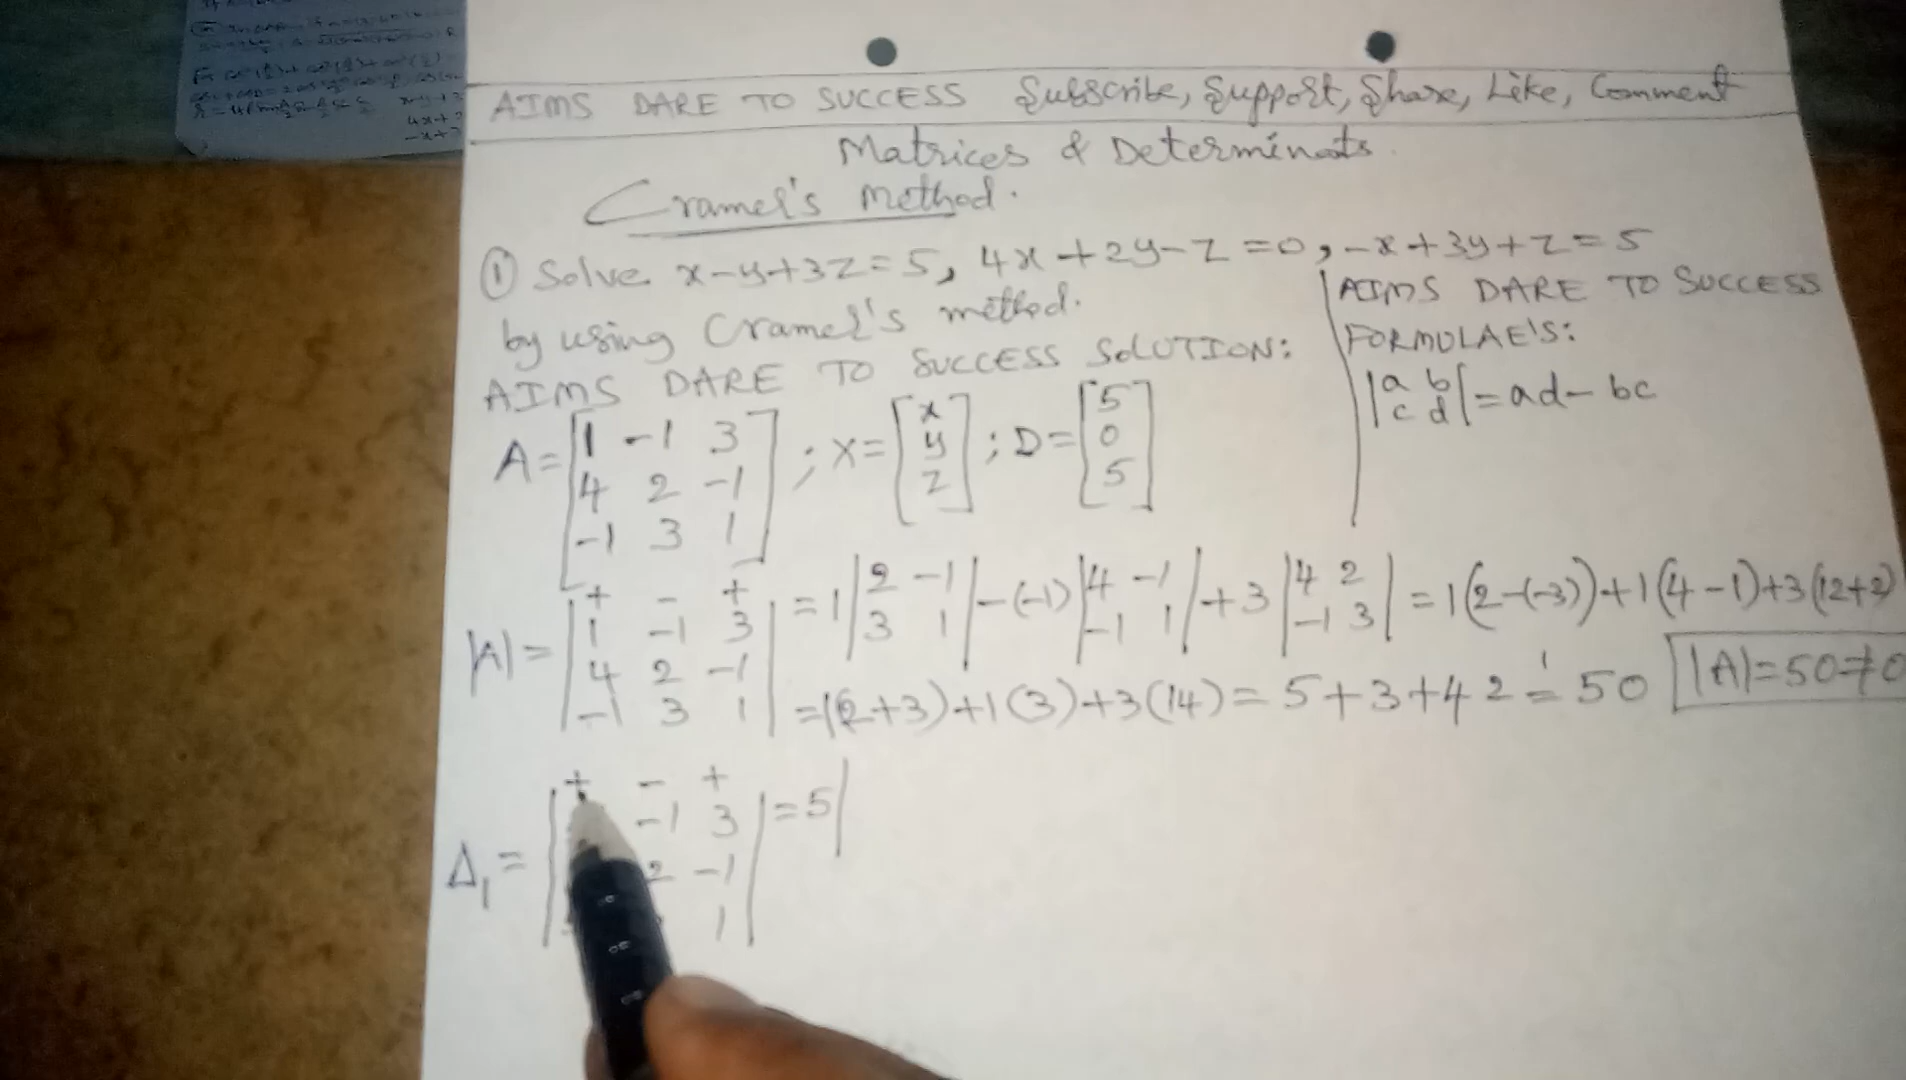 AIMS DARE TO SUCCESS Subscribe, Support, Share, Like, Comment
Matrices & Determinats.
Cramer's Method.
① Solve x-y+3z=5, 4x+2y-z=0, -x+3y+z=5
by using Cramer's method.
AIMS DARE TO SUCCESS
FORMULAE'S:
|a b
c d| = ad - bc
AIMS DARE TO SUCCESS SOLUTION:
A = [1 -1 3
4 2 -1
-1 3 1] ; X = [x
y
z] ; D = [5
0
5]
|A| = | + - +
1 -1 3
4 2 -1
-1 3 1 | = 1 |2 -1
3 1| -(-1) |4 -1
-1 1| + 3 |4 2
-1 3| = 1(2-(-3))+1(4-1)+3(12+2)
= 1(2+3)+1(3)+3(14) = 5+3+42 = 50 |A|=50≠0
Δ₁ = | + - +
-1 3
2 -1
1 | = 5 |